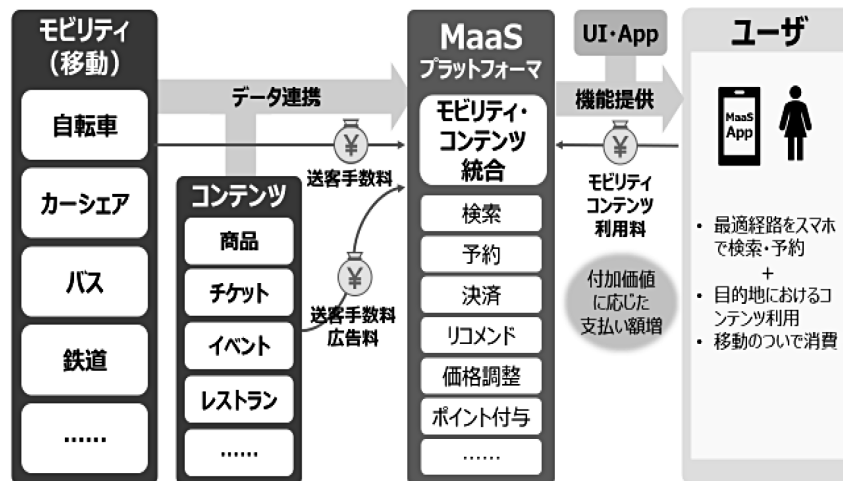 モビリティ
（移動）
自転車
カーシェア
バス
鉄道
……
データ連携
¥
送客手数料
コンテンツ
商品
チケット
イベント
レストラン
……
¥
送客手数料
広告料
MaaS
プラットフォーマ
モビリティ・
コンテンツ
統合
検索
予約
決済
リコメンド
価格調整
ポイント付与
……
UI・App
機能提供
¥
モビリティ
コンテンツ
利用料
付加価値
に応じた
支払い額増
ユーザ
MaaS
App
• 最適経路をスマホ
で検索・予約
+
• 目的地におけるコ
ンテンツ利用
• 移動のついで消費